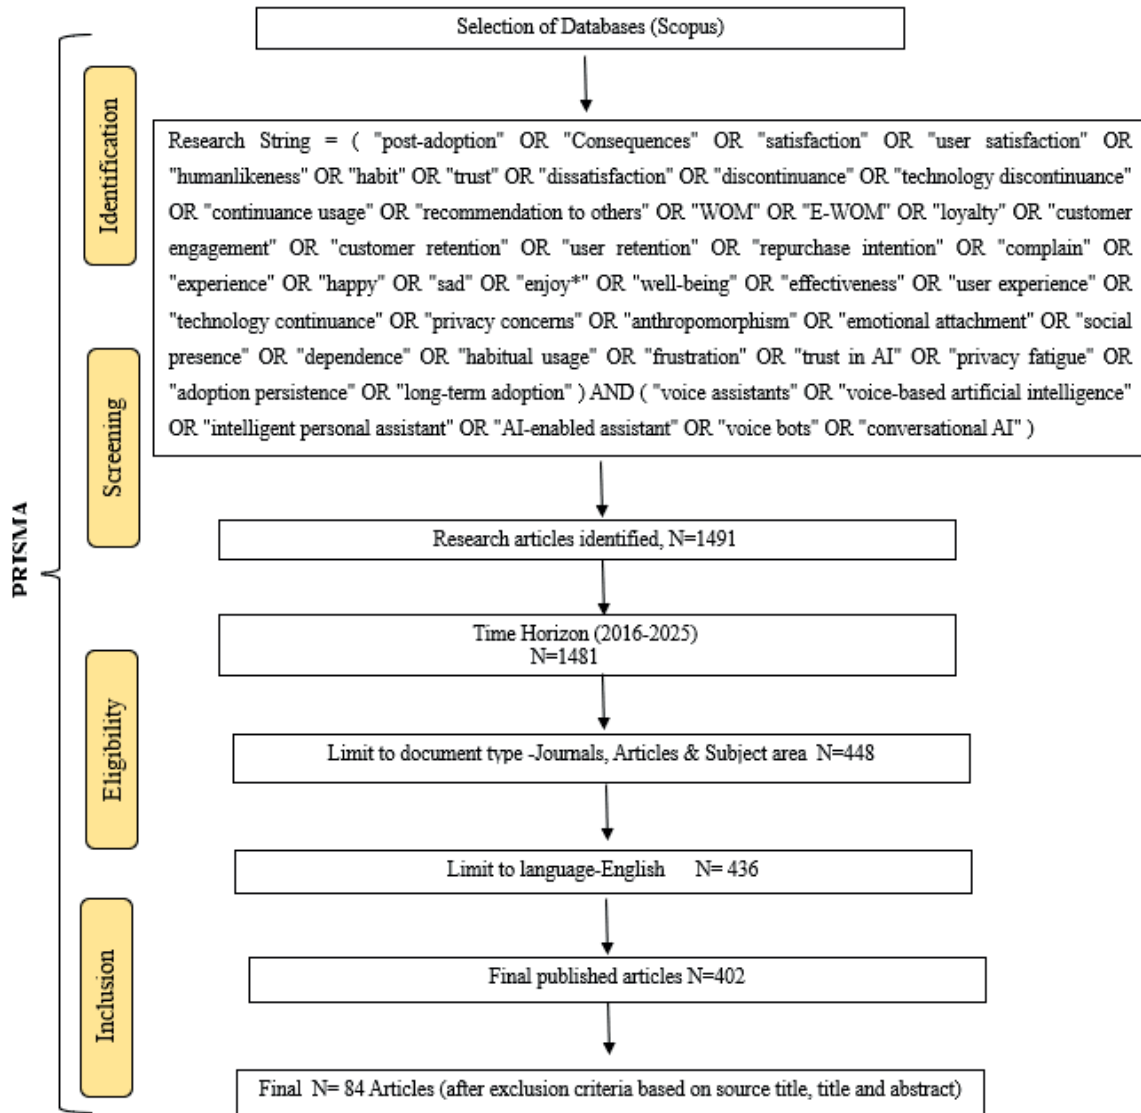 Selection of Databases (Scopus)
Research String = ( "post-adoption" OR "Consequences" OR "satisfaction" OR "user satisfaction" OR
"humanlikeness" OR "habit" OR "trust" OR "dissatisfaction" OR "discontinuance" OR "technology discontinuance"
OR "continuance usage" OR "recommendation to others" OR "WOM" OR "E-WOM" OR "loyalty" OR "customer
engagement" OR "customer retention" OR "user retention" OR "repurchase intention" OR "complain" OR
"experience" OR "happy" OR "sad" OR "enjoy*" OR "well-being" OR "effectiveness" OR "user experience" OR
"technology continuance" OR "privacy concerns" OR "anthropomorphism" OR "emotional attachment" OR "social
presence" OR "dependence" OR "habitual usage" OR "frustration" OR "trust in AI" OR "privacy fatigue" OR
"adoption persistence" OR "long-term adoption" ) AND ( "voice assistants" OR "voice-based artificial intelligence"
OR "intelligent personal assistant" OR "AI-enabled assistant" OR "voice bots" OR "conversational AI" )
Research articles identified, N=1491
Time Horizon (2016-2025)
N=1481
Limit to document type -Journals, Articles & Subject area N=448
Limit to language-English N= 436
Final published articles N=402
Final N= 84 Articles (after exclusion criteria based on source title, title and abstract)
PRISMA
Identification
Screening
Eligibility
Inclusion